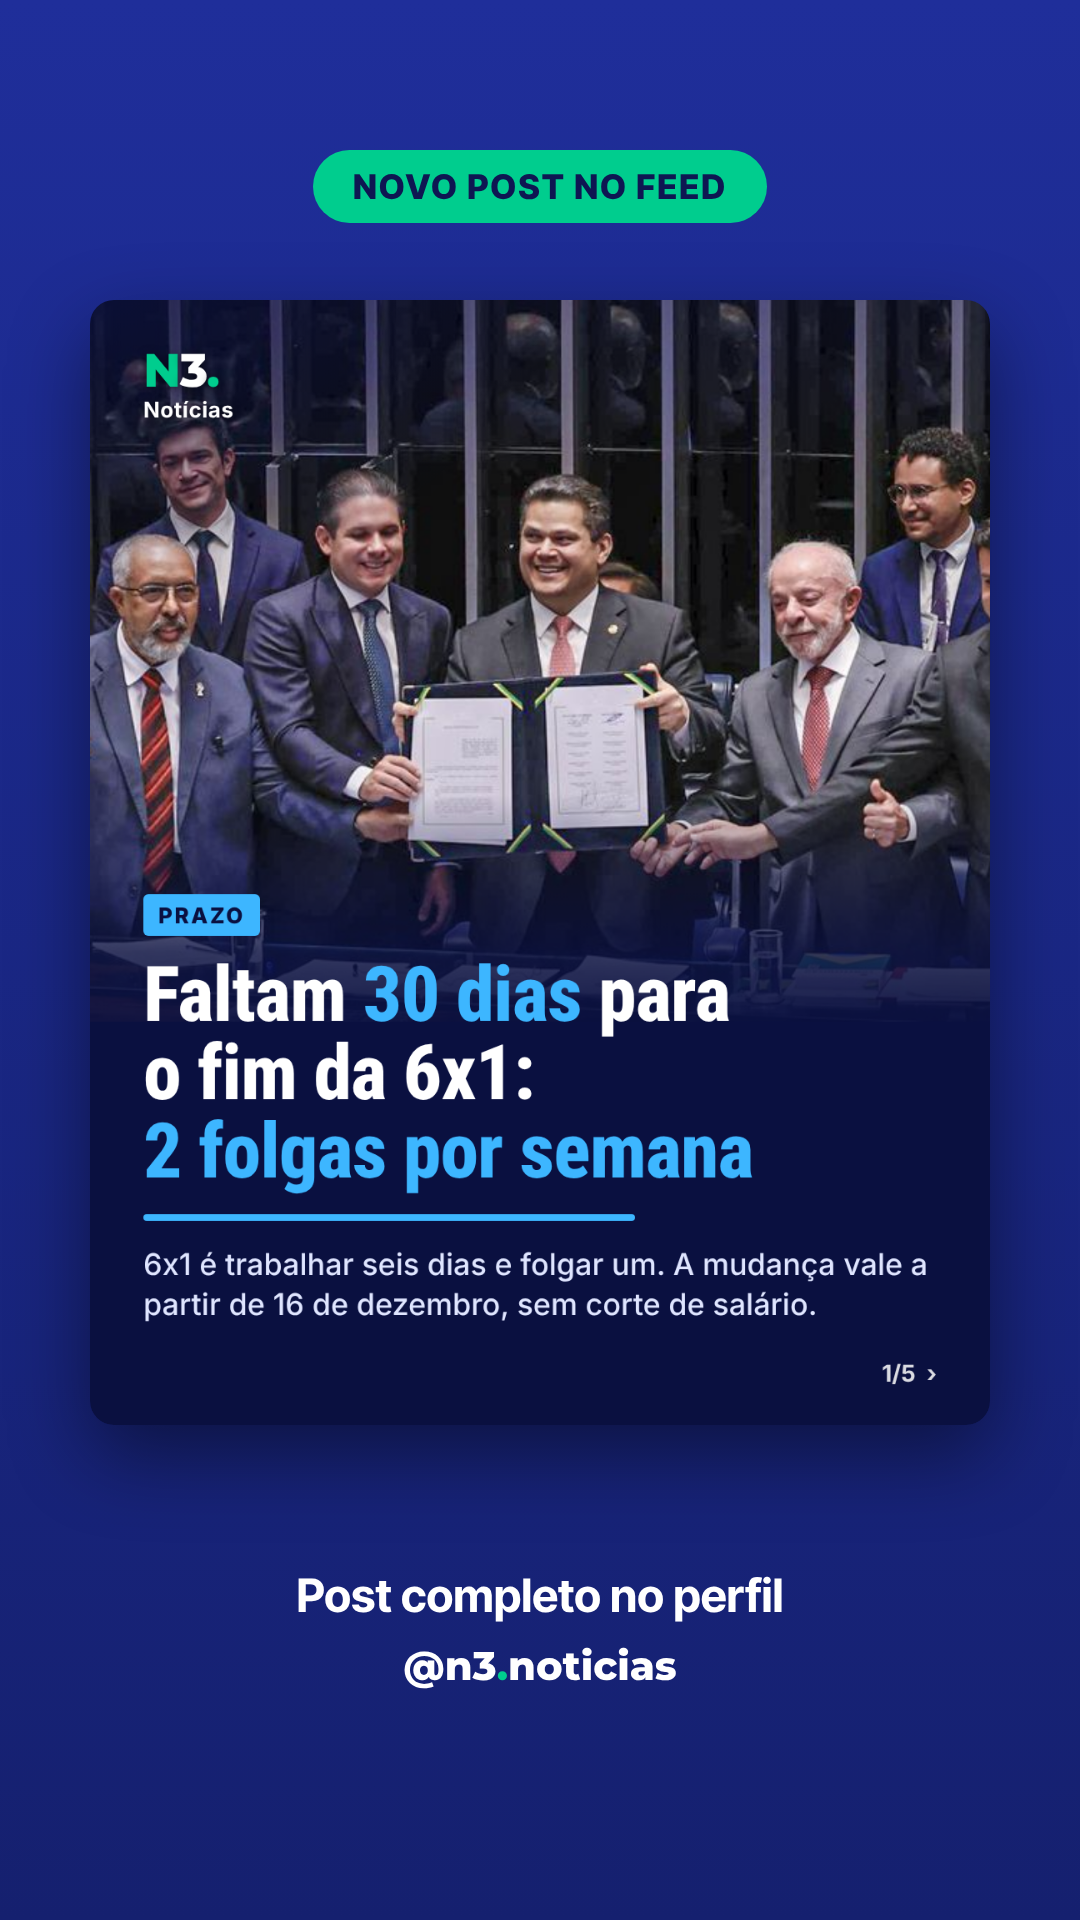 NOVO POST NO FEED
N3.
Notícias
PRAZO
Faltam 30 dias para
o fim da 6x1:
2 folgas por semana
6x1 é trabalhar seis dias e folgar um. A mudança vale a
partir de 16 de dezembro, sem corte de salário.
1/5 ›
Post completo no perfil
@n3.noticias